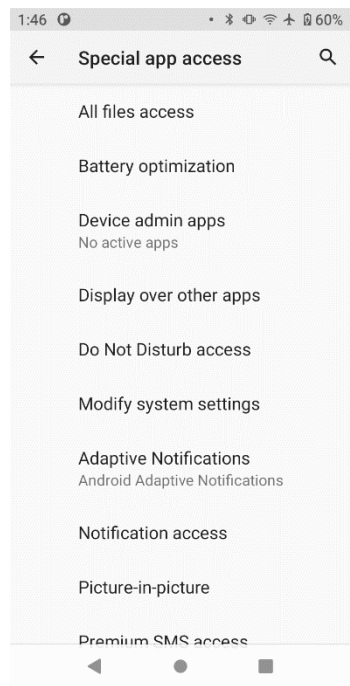 1:46 60%
Special app access
All files access
Battery optimization
Device admin apps
No active apps
Display over other apps
Do Not Disturb access
Modify system settings
Adaptive Notifications
Android Adaptive Notifications
Notification access
Picture-in-picture
Premium SMS access